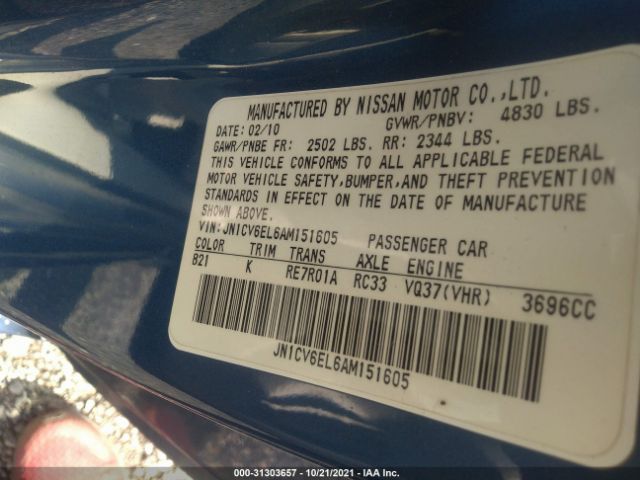 MANUFACTURED BY NISSAN MOTOR CO.,LTD.
DATE: 02/10 GVWR/PNBV: 4830 LBS.
GAWR/PNBE FR: 2502 LBS. RR: 2344 LBS.
THIS VEHICLE CONFORMS TO ALL APPLICABLE FEDERAL
MOTOR VEHICLE SAFETY,BUMPER,AND THEFT PREVENTION
STANDARDS IN EFFECT ON THE DATE OF MANUFACTURE
SHOWN ABOVE.
VIN:JN1CV6EL6AM151605 PASSENGER CAR
COLOR TRIM TRANS AXLE ENGINE
B21 K RE7R01A RC33 VQ37(VHR) 3696CC
JN1CV6EL6AM151605
000-31303657 - 10/21/2021 - IAA Inc.